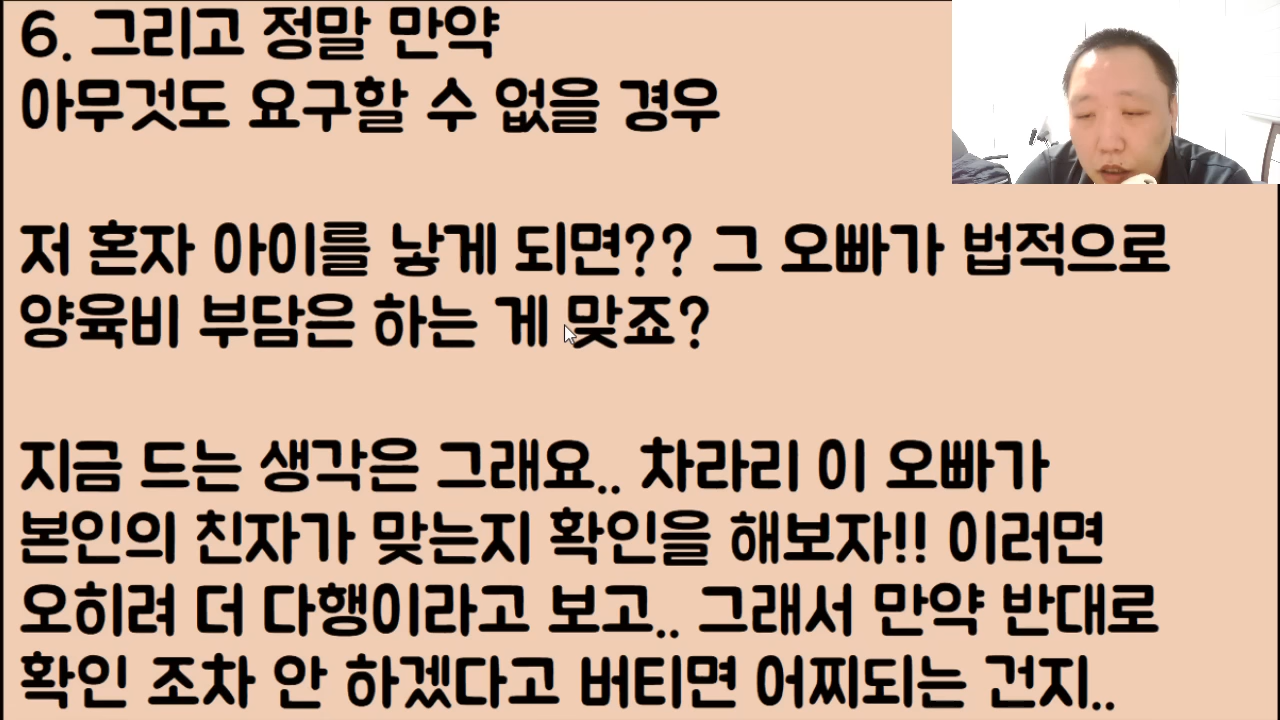 6. 그리고 정말 만약
아무것도 요구할 수 없을 경우
저 혼자 아이를 낳게 되면?? 그 오빠가 법적으로
양육비 부담은 하는 게 맞죠?
지금 드는 생각은 그래요.. 차라리 이 오빠가
본인의 친자가 맞는지 확인을 해보자!! 이러면
오히려 더 다행이라고 보고.. 그래서 만약 반대로
확인 조차 안 하겠다고 버티면 어찌되는 건지..